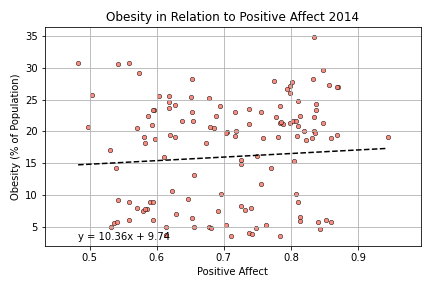 Obesity in Relation to Positive Affect 2014
Obesity (% of Population)
35
30
25
20
15
10
5
y = 10.36x + 9.74
0.5 0.6 0.7 0.8 0.9
Positive Affect